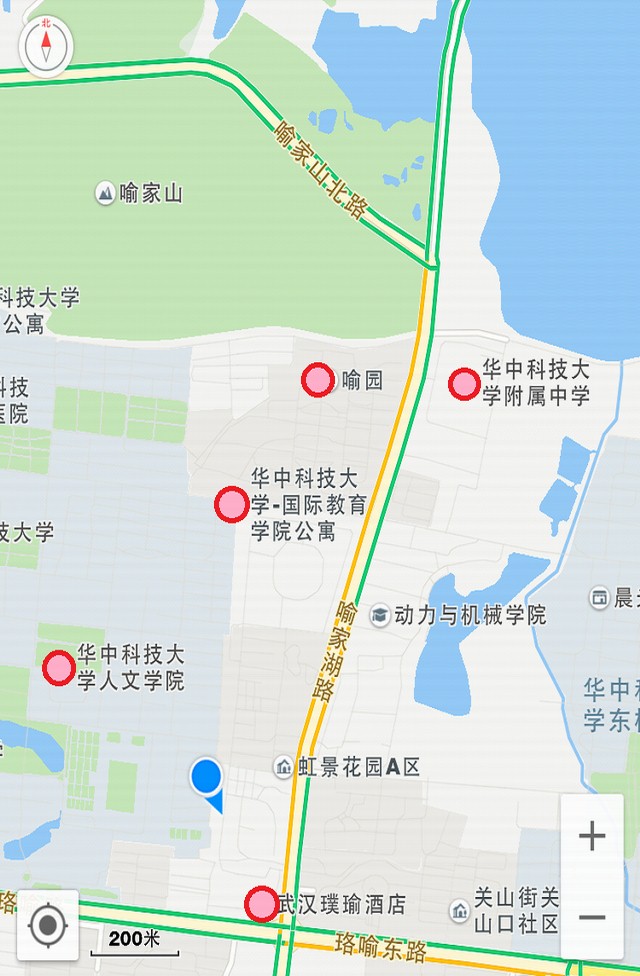 北
喻家山北路
喻家山
科技大学
公寓
喻园
华中科技大
学附属中学
科技
医院
华中科技大
学-国际教育
学院公寓
技大学
动力与机械学院
喻家湖路
华中科技大
学人文学院
华中科
学东校
虹景花园A区
武汉璞瑜酒店
关山街关
山口社区
路
200米
珞喻东路